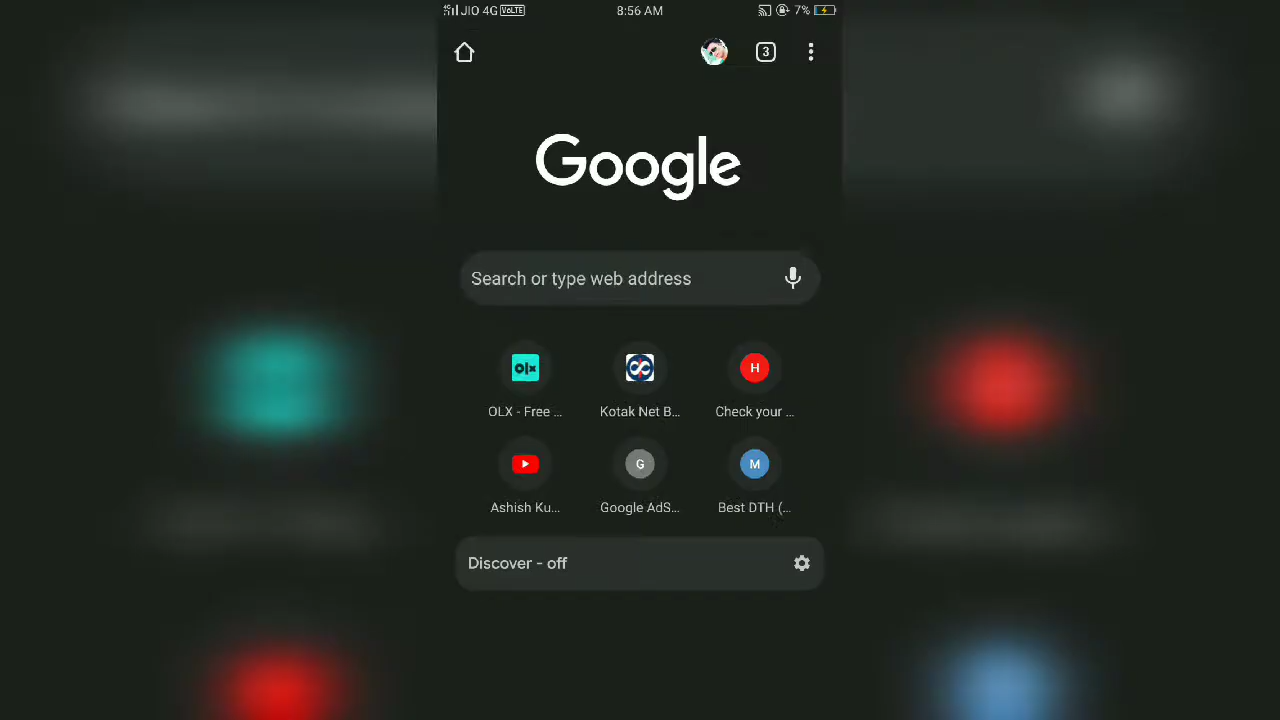 JIO 4G VOLTE 8:56 AM 7%
3
Google
Search or type web address
olx H
OLX - Free ... Kotak Net B... Check your ...
G M
Ashish Ku... Google AdS... Best DTH (...
Discover - off